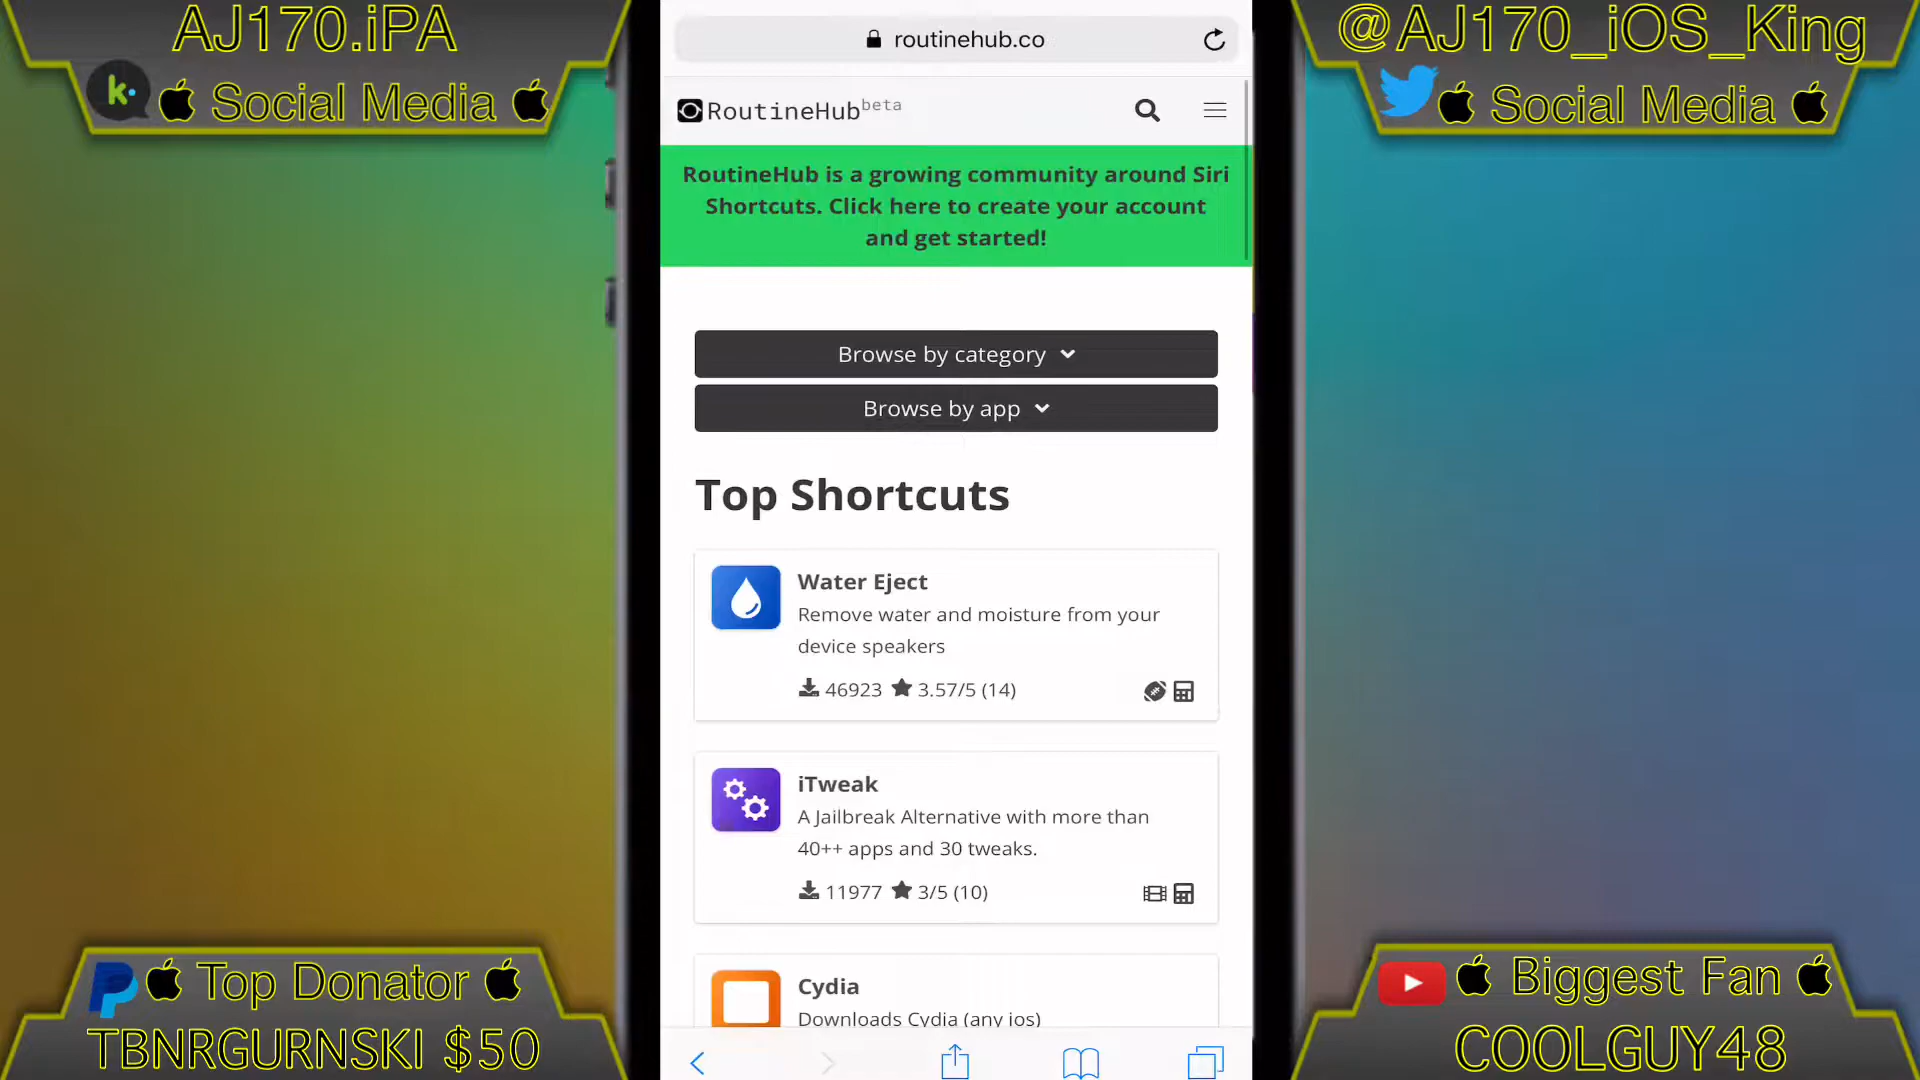 AJ170.iPA
Social Media
@AJ170_iOS_King
Social Media
routinehub.co
RoutineHub beta
RoutineHub is a growing community around Siri
Shortcuts. Click here to create your account
and get started!
Browse by category
Browse by app
Top Shortcuts
Water Eject
Remove water and moisture from your
device speakers
46923 3.57/5 (14)
iTweak
A Jailbreak Alternative with more than
40++ apps and 30 tweaks.
11977 3/5 (10)
Cydia
Downloads Cydia (any ios)
Top Donator
TBNRGURNSKI $50
Biggest Fan
COOLGUY48